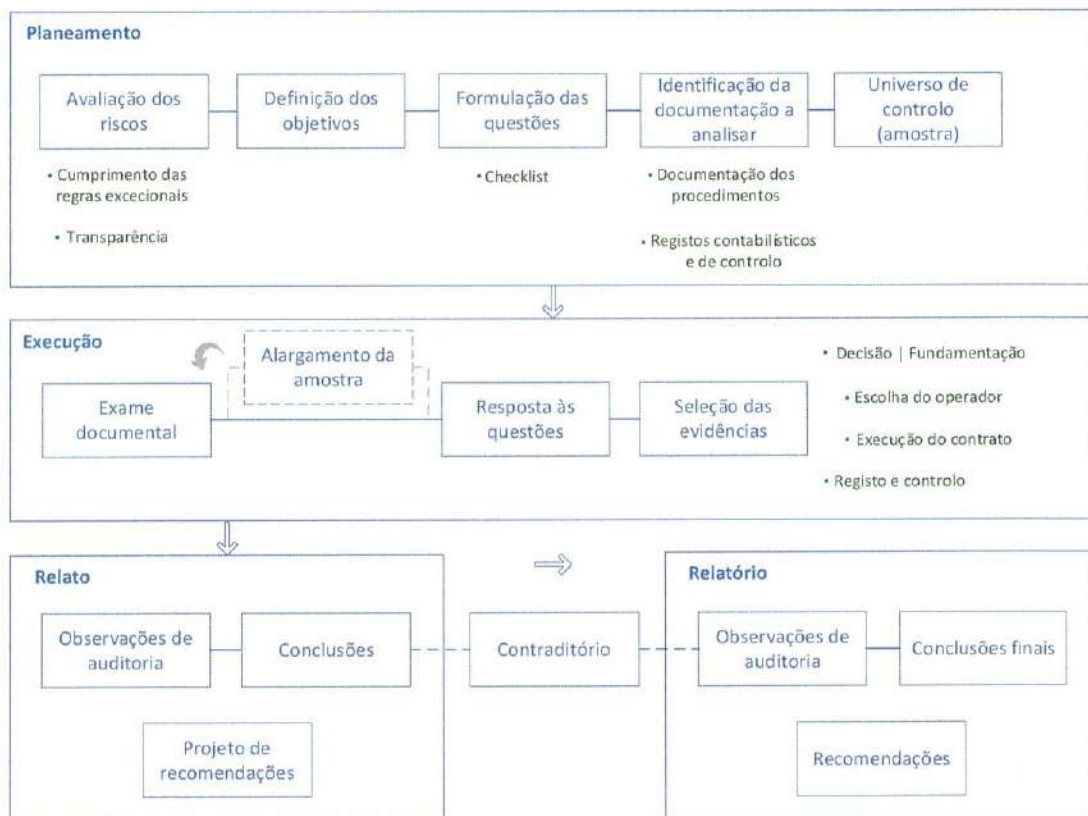 Planeamento
Avaliação dos
riscos
Definição dos
objetivos
Formulação das
questões
Identificação da
documentação a
analisar
Universo de
controlo
(amostra)
• Cumprimento das
regras excecionais
• Transparência
• Checklist
• Documentação dos
procedimentos
• Registos contabilísticos
e de controlo
Execução
Alargamento da
amostra
Exame
documental
Resposta às
questões
Seleção das
evidências
• Decisão | Fundamentação
• Escolha do operador
• Execução do contrato
• Registo e controlo
Relato
Observações de
auditoria
Conclusões
Projeto de
recomendações
Contraditório
Relatório
Observações de
auditoria
Conclusões finais
Recomendações